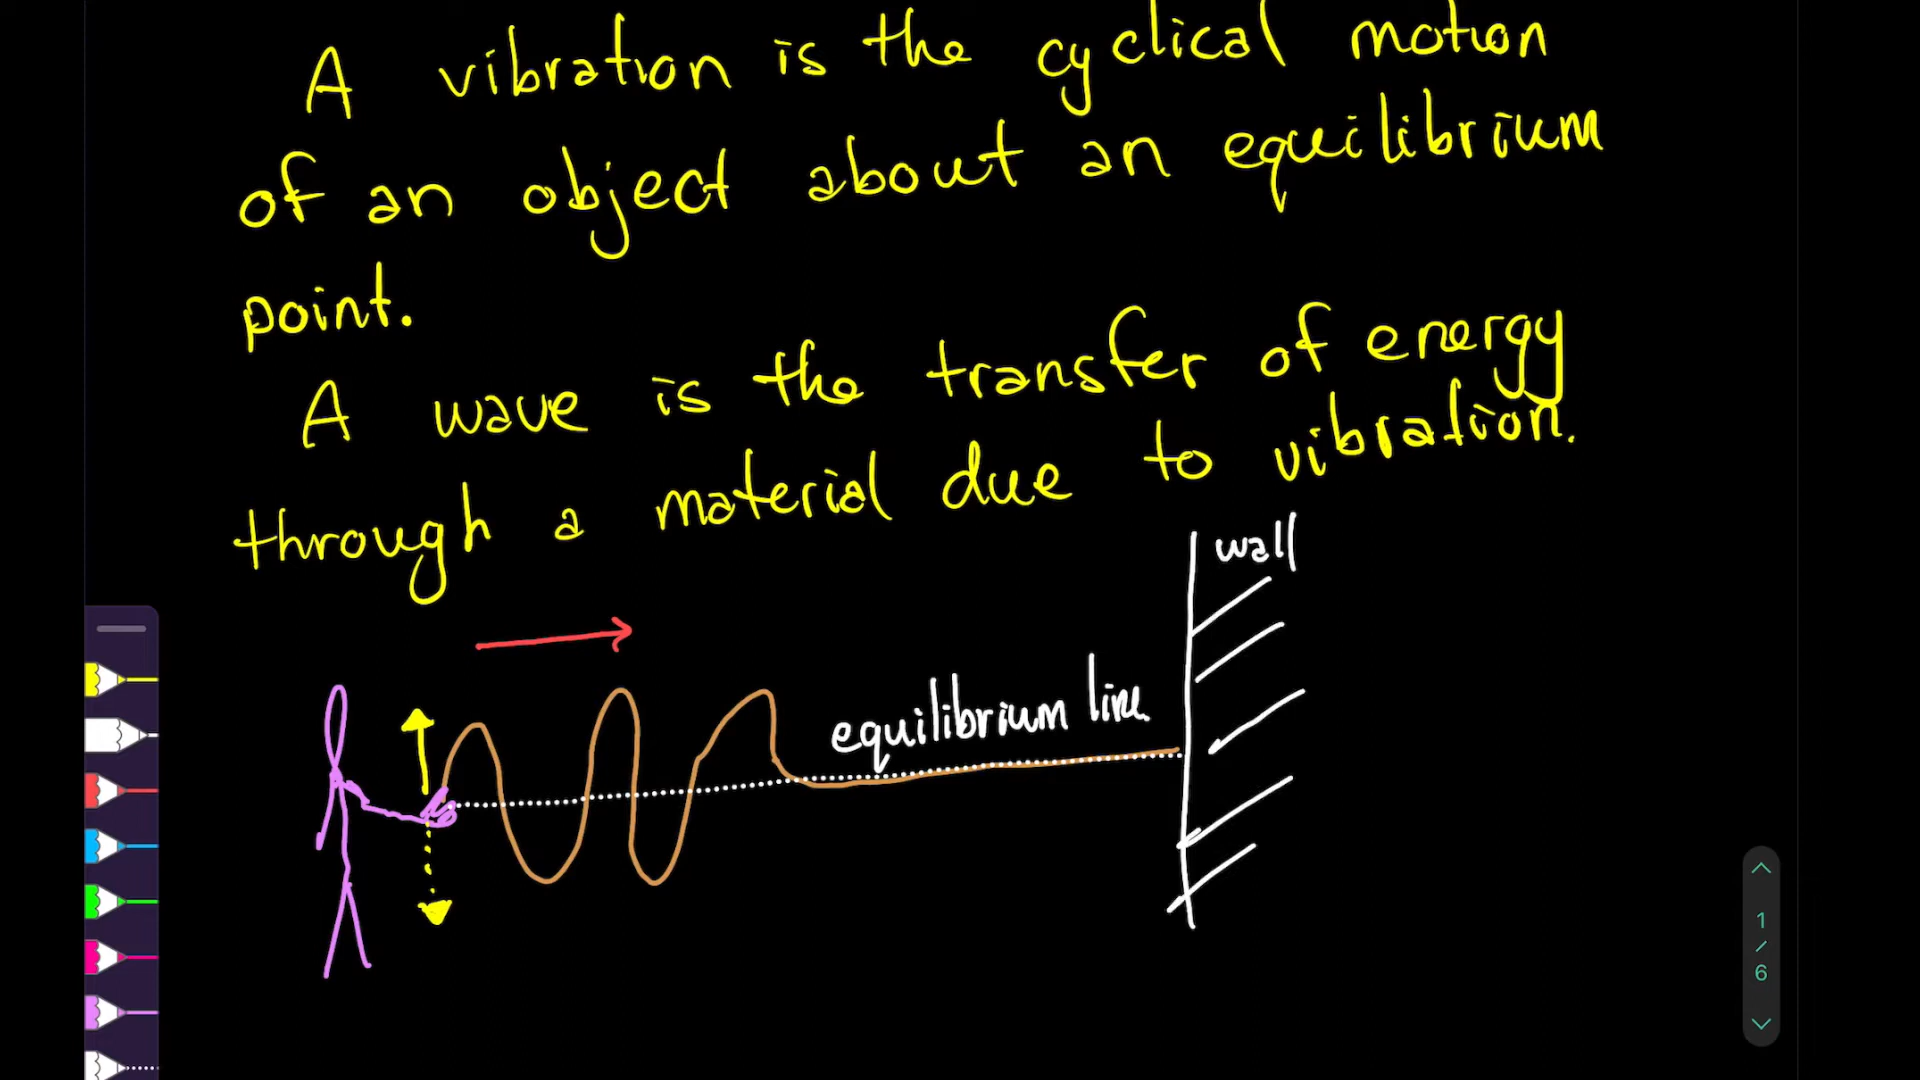 A vibration is the cyclical motion
of an object about an equilibrium
point.
A wave is the transfer of energy
through a material due to vibration.
wall
equilibrium line
1
/
6